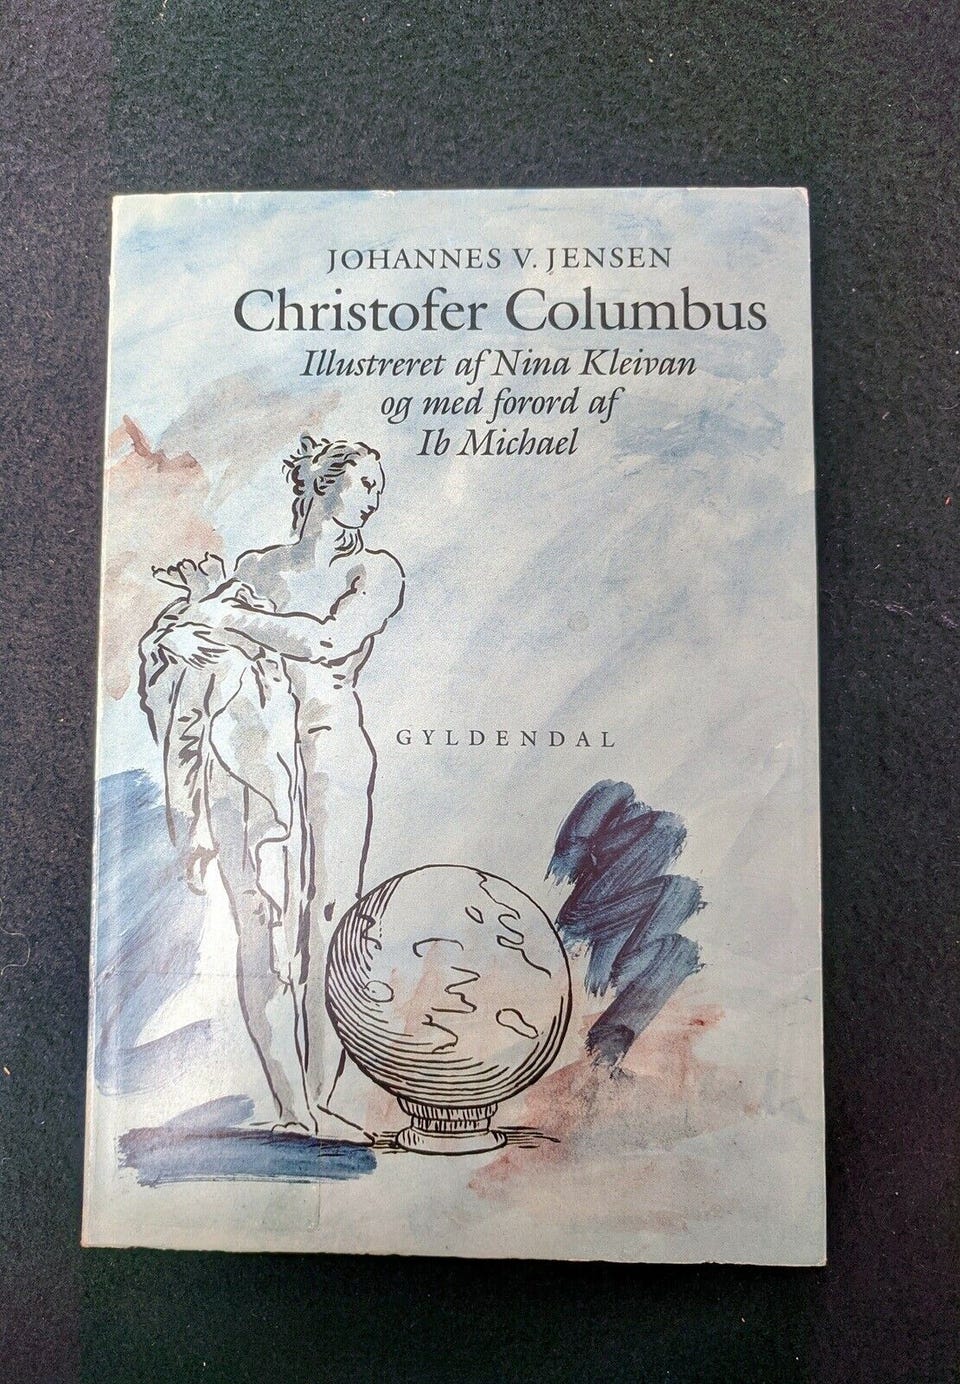 JOHANNES V. JENSEN
Christofer Columbus
Illustreret af Nina Kleivan
og med forord af
Ib Michael
GYLDENDAL